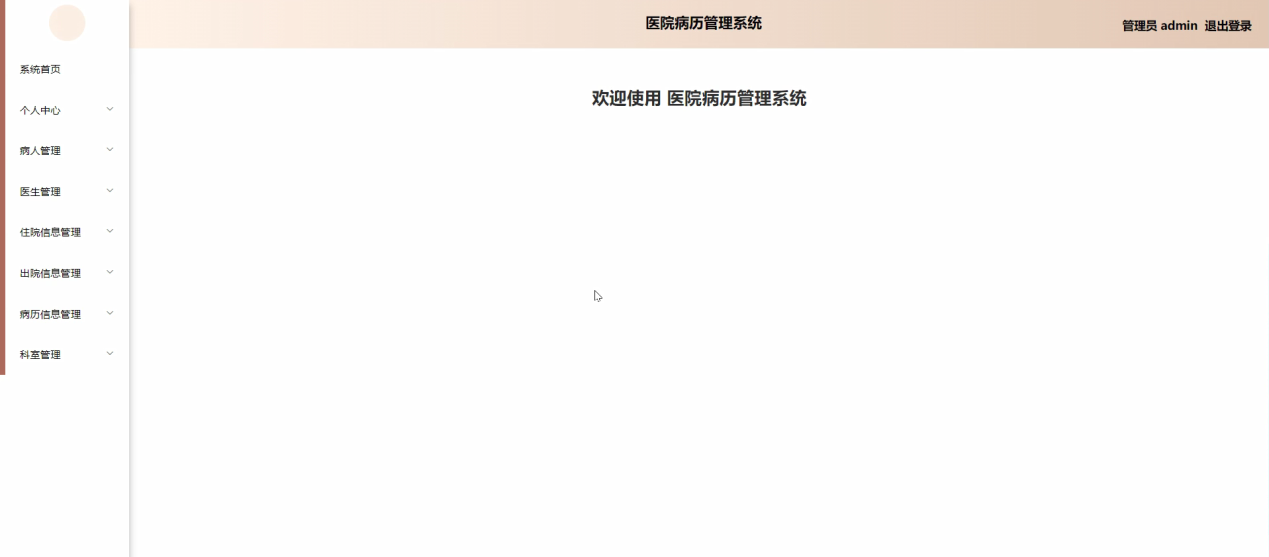 医院病历管理系统
管理员 admin 退出登录
系统首页
个人中心
病人管理
医生管理
住院信息管理
出院信息管理
病历信息管理
科室管理
欢迎使用 医院病历管理系统